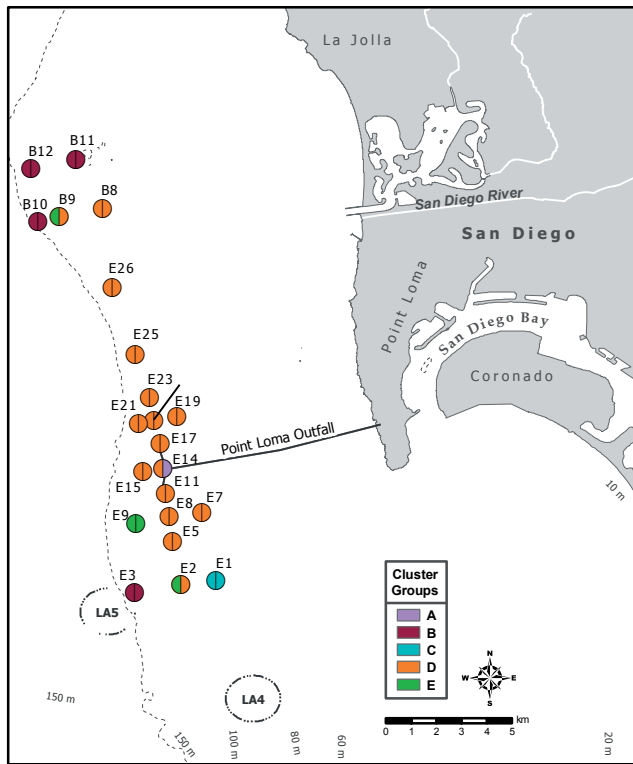 La Jolla
B11
B12
San Diego River
B10
B9
B8
San Diego
E26
Point Loma
San Diego Bay
E25
Coronado
E23
E21
E19
E17
Point Loma Outfall
E14
E15
E11
10 m
E9
E8
E7
E5
E3
E2
E1
Cluster
Groups
A
B
C
D
E
LA5
LA4
N
W
E
S
150 m
150 m
100 m
80 m
60 m
20 m
km
0
1
2
3
4
5